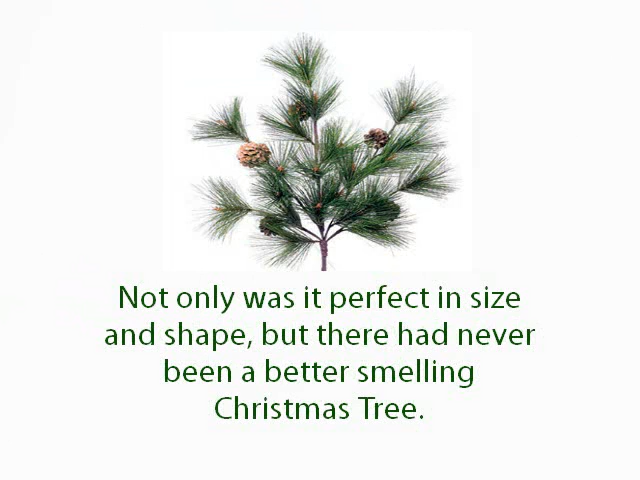 Not only was it perfect in size
and shape, but there had never
been a better smelling
Christmas Tree.